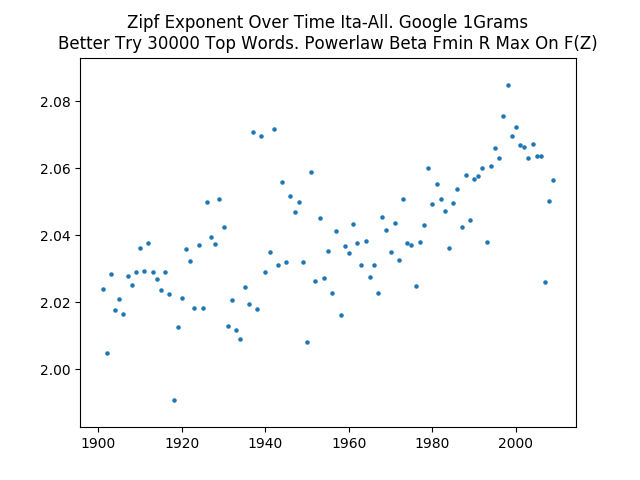 Zipf Exponent Over Time Ita-All. Google 1Grams
Better Try 30000 Top Words. Powerlaw Beta Fmin R Max On F(Z)
2.08
2.06
2.04
2.02
2.00
1900 1920 1940 1960 1980 2000